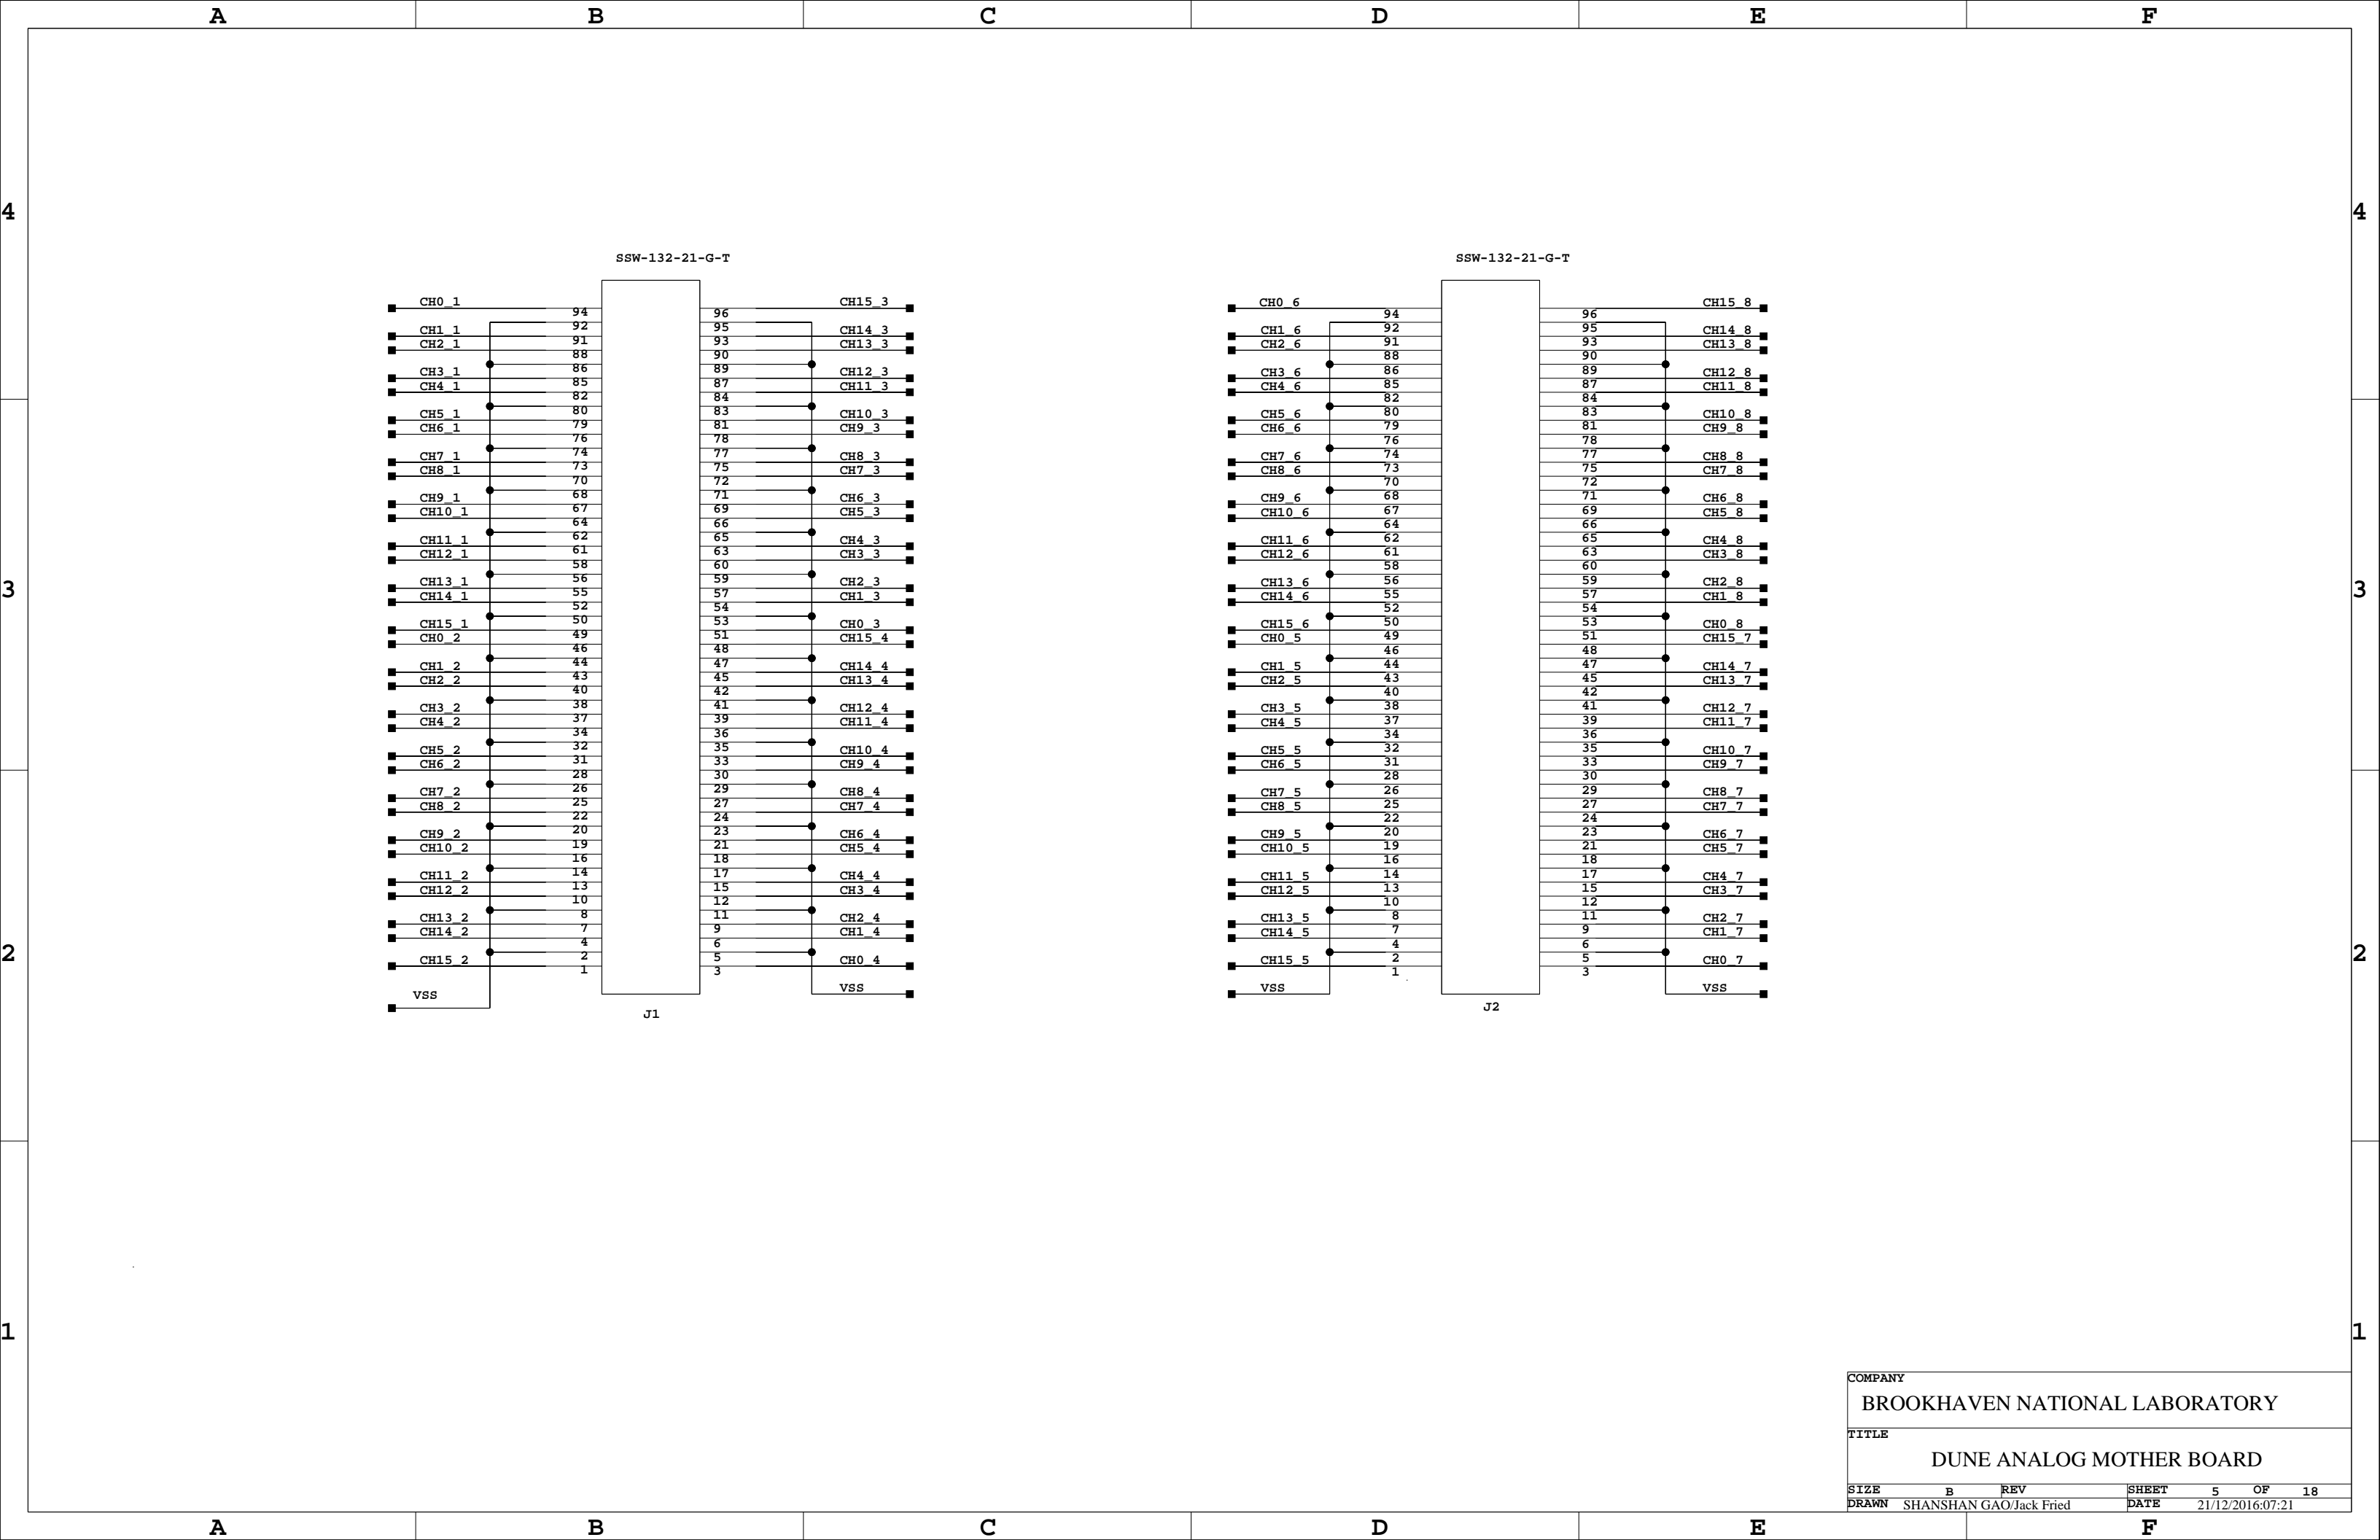 A B C D E F
4 4
SSW-132-21-G-T SSW-132-21-G-T
CH0_1 94 96 CH15_3 CH0_6 94 96 CH15_8
92 95 92 95
CH1_1 91 93 CH14_3 CH1_6 91 93 CH14_8
CH2_1 88 90 CH13_3 CH2_6 88 90 CH13_8
86 89 86 89
CH3_1 85 87 CH12_3 CH3_6 85 87 CH12_8
CH4_1 82 84 CH11_3 CH4_6 82 84 CH11_8
80 83 80 83
CH5_1 79 81 CH10_3 CH5_6 79 81 CH10_8
CH6_1 76 78 CH9_3 CH6_6 76 78 CH9_8
74 77 74 77
CH7_1 73 75 CH8_3 CH7_6 73 75 CH8_8
CH8_1 70 72 CH7_3 CH8_6 70 72 CH7_8
68 71 68 71
CH9_1 67 69 CH6_3 CH9_6 67 69 CH6_8
CH10_1 64 66 CH5_3 CH10_6 64 66 CH5_8
62 65 62 65
CH11_1 61 63 CH4_3 CH11_6 61 63 CH4_8
CH12_1 58 60 CH3_3 CH12_6 58 60 CH3_8
3 56 59 56 59 3
CH13_1 55 57 CH2_3 CH13_6 55 57 CH2_8
CH14_1 52 54 CH1_3 CH14_6 52 54 CH1_8
50 53 50 53
CH15_1 49 51 CH0_3 CH15_6 49 51 CH0_8
CH0_2 46 48 CH15_4 CH0_5 46 48 CH15_7
44 47 44 47
CH1_2 43 45 CH14_4 CH1_5 43 45 CH14_7
CH2_2 40 42 CH13_4 CH2_5 40 42 CH13_7
38 41 38 41
CH3_2 37 39 CH12_4 CH3_5 37 39 CH12_7
CH4_2 34 36 CH11_4 CH4_5 34 36 CH11_7
32 35 32 35
CH5_2 31 33 CH10_4 CH5_5 31 33 CH10_7
CH6_2 28 30 CH9_4 CH6_5 28 30 CH9_7
26 29 26 29
CH7_2 25 27 CH8_4 CH7_5 25 27 CH8_7
CH8_2 22 24 CH7_4 CH8_5 22 24 CH7_7
20 23 20 23
CH9_2 19 21 CH6_4 CH9_5 19 21 CH6_7
CH10_2 16 18 CH5_4 CH10_5 16 18 CH5_7
14 17 14 17
CH11_2 13 15 CH4_4 CH11_5 13 15 CH4_7
CH12_2 10 12 CH3_4 CH12_5 10 12 CH3_7
8 11 8 11
CH13_2 7 9 CH2_4 CH13_5 7 9 CH2_7
CH14_2 4 6 CH1_4 CH14_5 4 6 CH1_7
2 2 5 2 5 2
CH15_2 1 3 CH0_4 CH15_5 1 3 CH0_7
VSS VSS VSS VSS
J1 J2
1 1
COMPANY
BROOKHAVEN NATIONAL LABORATORY
TITLE
DUNE ANALOG MOTHER BOARD
SIZE B REV SHEET 5 OF 18
DRAWN SHANSHAN GAO/Jack Fried DATE 21/12/2016:07:21
A B C D E F